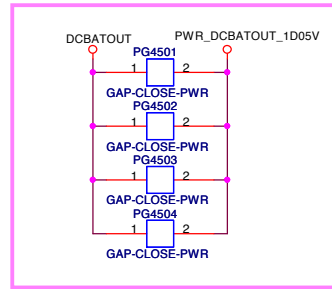 DCBATOUT PWR_DCBATOUT_1D05V
PG4501
1 2
GAP-CLOSE-PWR
PG4502
1 2
GAP-CLOSE-PWR
PG4503
1 2
GAP-CLOSE-PWR
PG4504
1 2
GAP-CLOSE-PWR